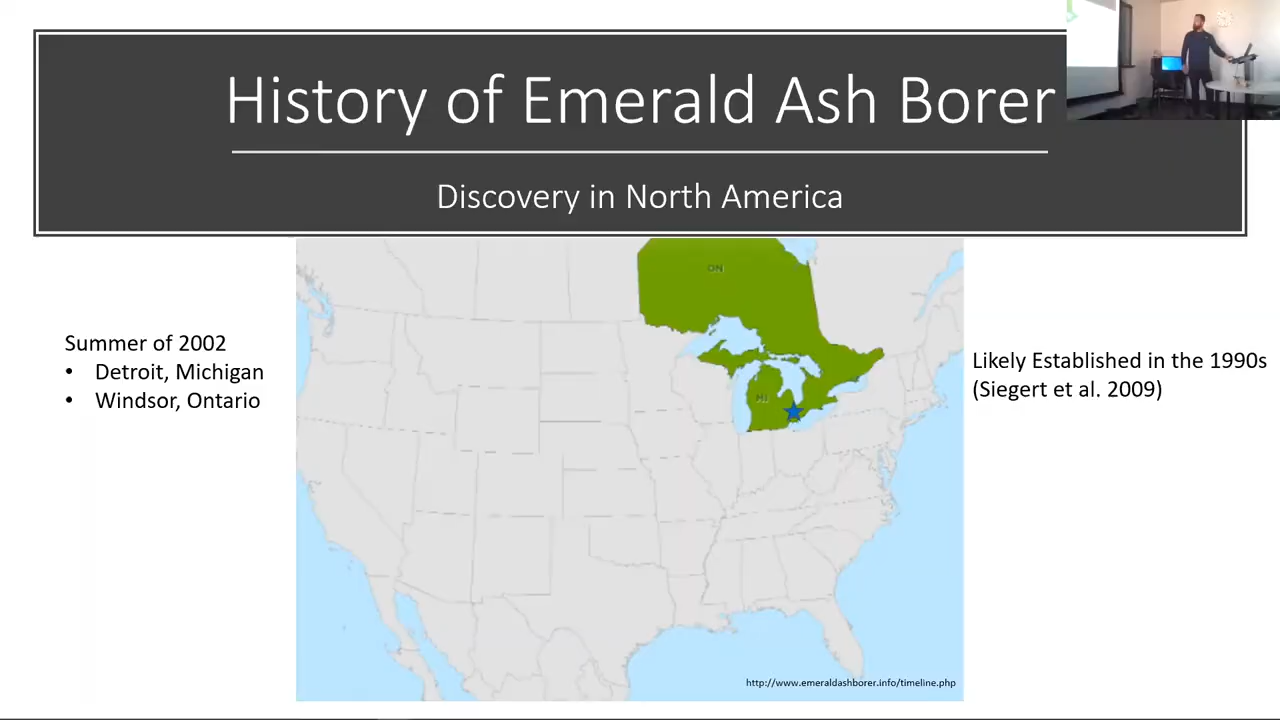 History of Emerald Ash Borer
Discovery in North America
Summer of 2002
• Detroit, Michigan
• Windsor, Ontario
ON
MI
Likely Established in the 1990s
(Siegert et al. 2009)
http://www.emeraldashborer.info/timeline.php